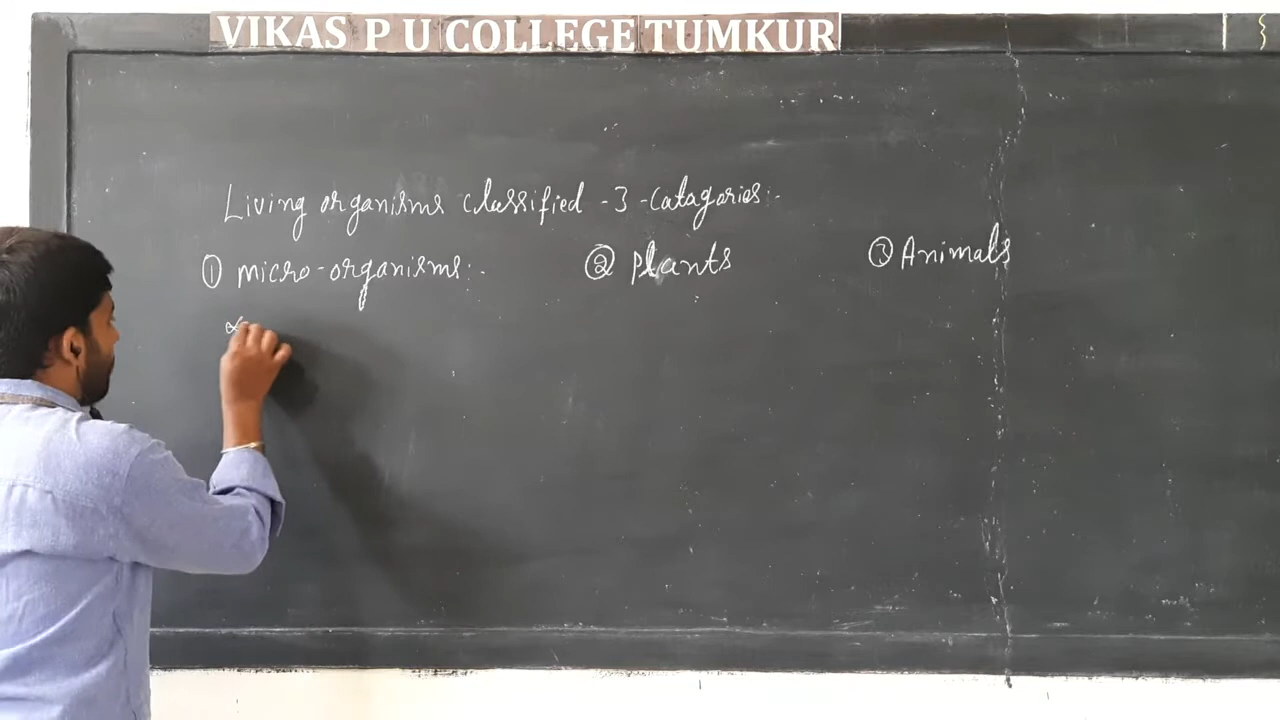 VIKAS P U COLLEGE TUMKUR
Living organisms classified - 3 - Catagories:-
① micro-organisms:- ② Plants ③ Animals